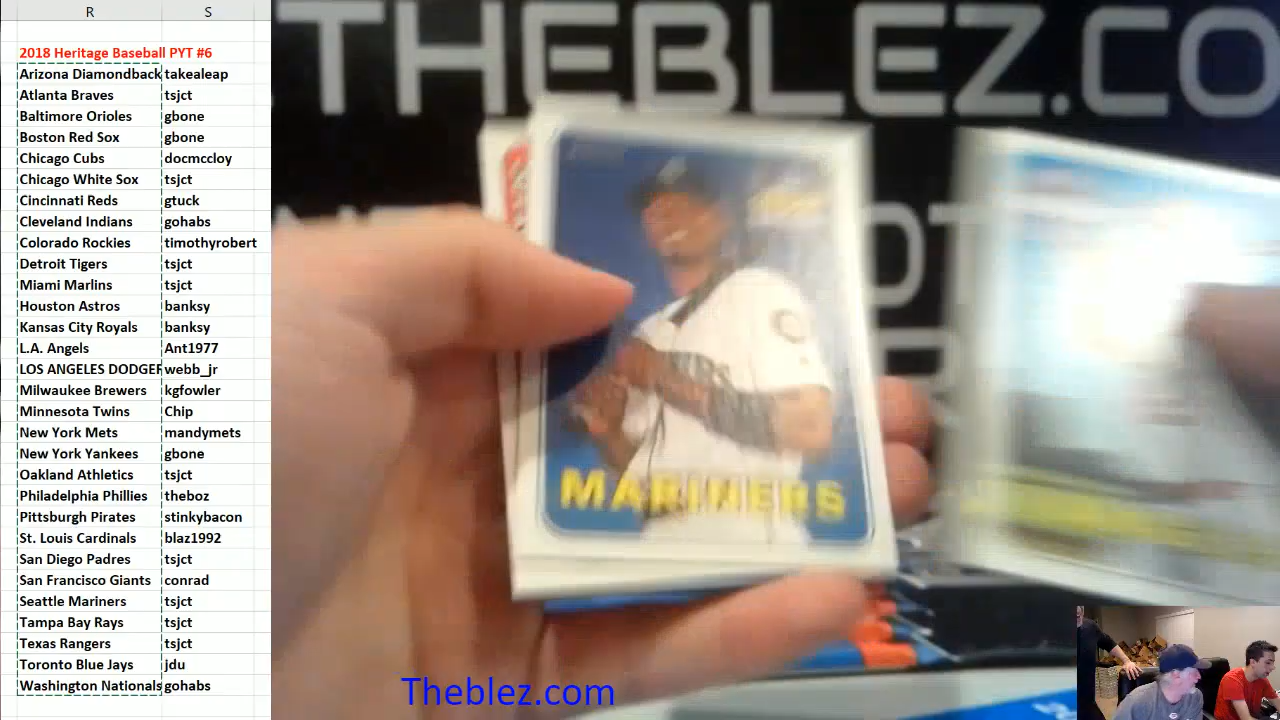 R S
2018 Heritage Baseball PYT #6
Arizona Diamondback takealeap
Atlanta Braves tsjct
Baltimore Orioles gbone
Boston Red Sox gbone
Chicago Cubs docmccloy
Chicago White Sox tsjct
Cincinnati Reds gtuck
Cleveland Indians gohabs
Colorado Rockies timothyrobert
Detroit Tigers tsjct
Miami Marlins tsjct
Houston Astros banksy
Kansas City Royals banksy
L.A. Angels Ant1977
LOS ANGELES DODGER webb_jr
Milwaukee Brewers kgfowler
Minnesota Twins Chip
New York Mets mandymets
New York Yankees gbone
Oakland Athletics tsjct
Philadelphia Phillies theboz
Pittsburgh Pirates stinkybacon
St. Louis Cardinals blaz1992
San Diego Padres tsjct
San Francisco Giants conrad
Seattle Mariners tsjct
Tampa Bay Rays tsjct
Texas Rangers tsjct
Toronto Blue Jays jdu
Washington Nationals gohabs
THEBLEZ.CO
MARINERS
Theblez.com